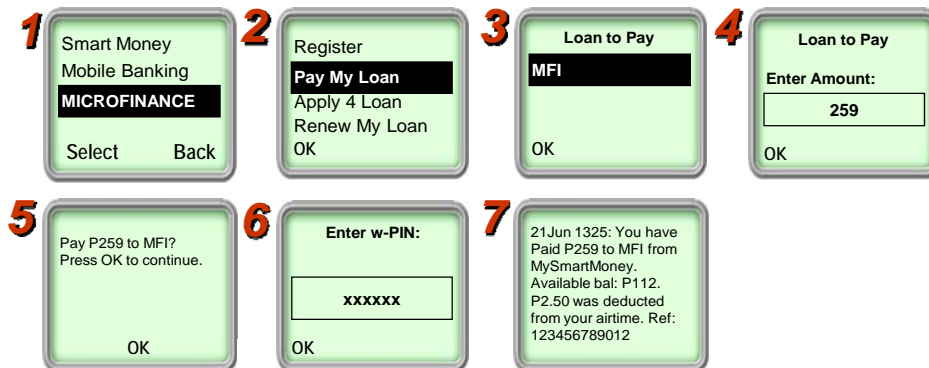 1
Smart Money
Mobile Banking
MICROFINANCE
Select Back
2
Register
Pay My Loan
Apply 4 Loan
Renew My Loan
OK
3
Loan to Pay
MFI
OK
4
Loan to Pay
Enter Amount:
259
OK
5
Pay P259 to MFI?
Press OK to continue.
OK
6
Enter w-PIN:
xxxxxx
OK
7
21Jun 1325: You have
Paid P259 to MFI from
MySmartMoney.
Available bal: P112.
P2.50 was deducted
from your airtime. Ref:
123456789012